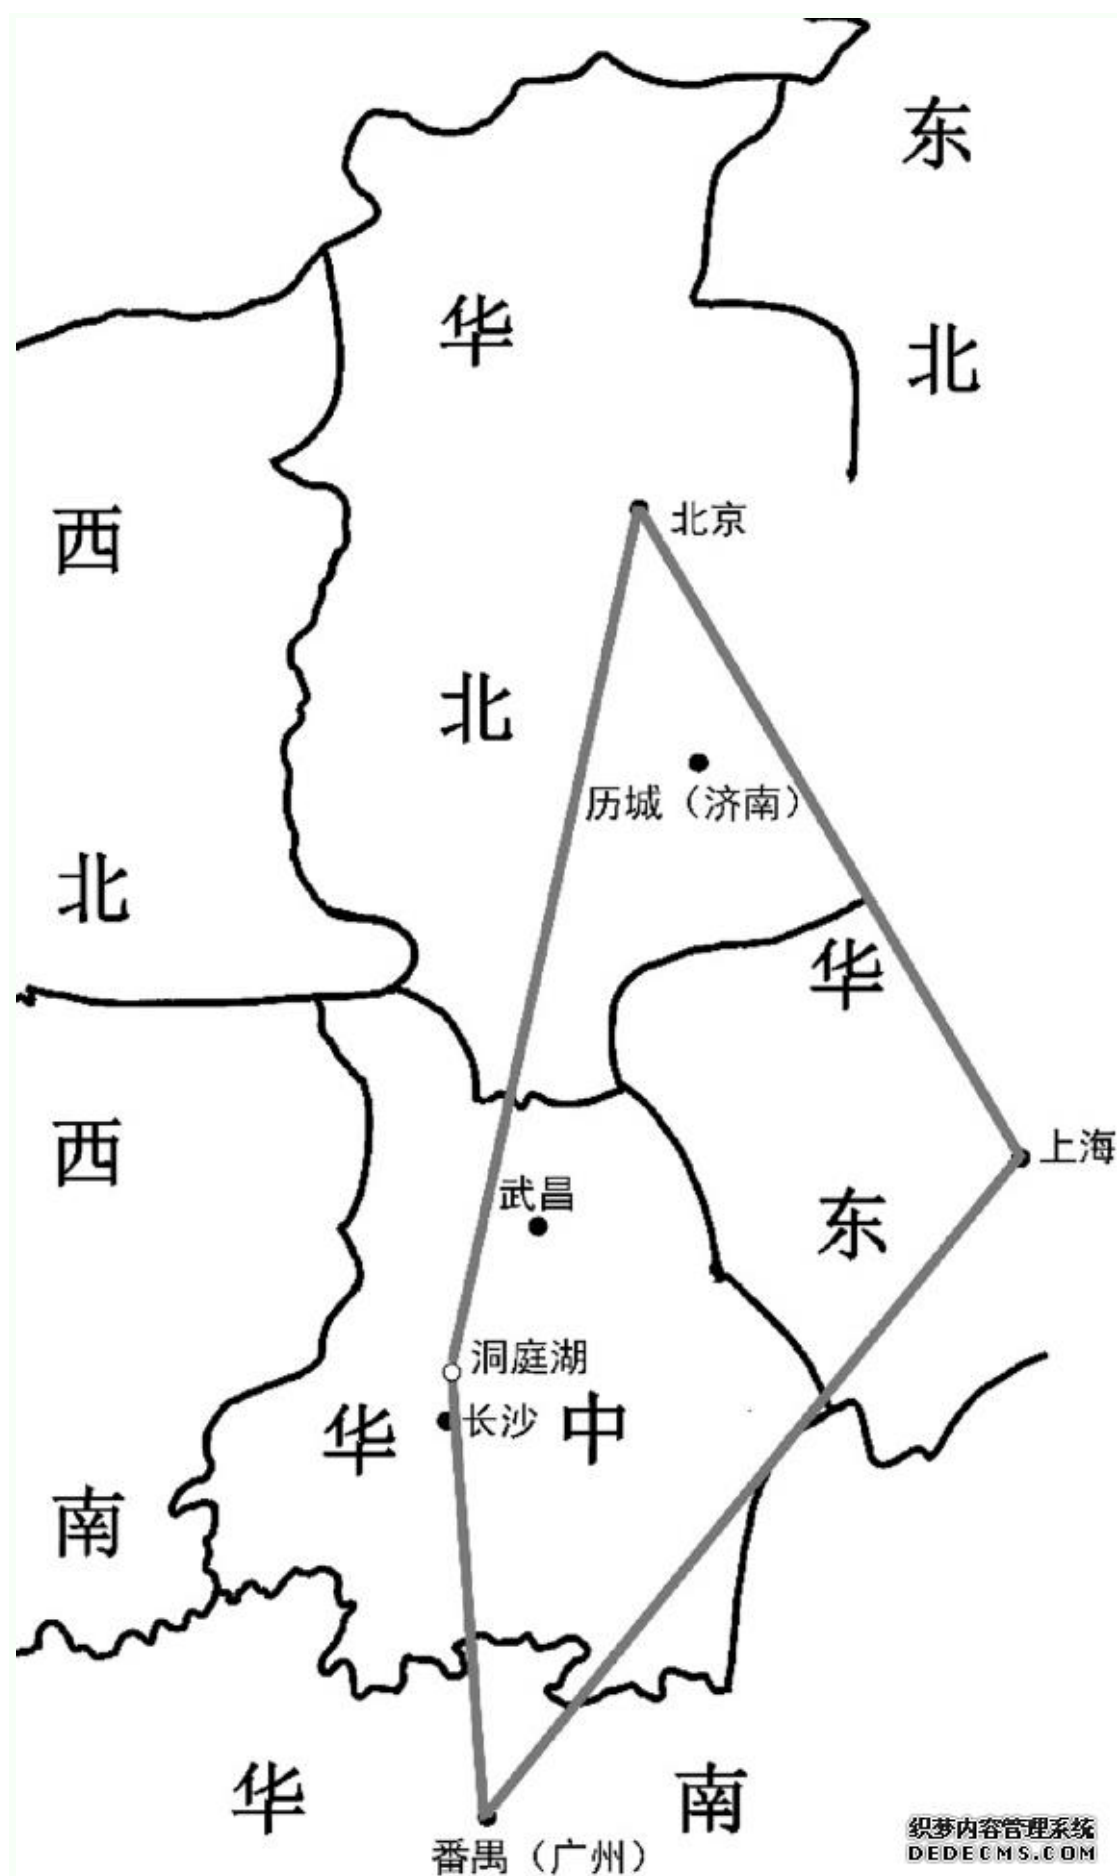 东
华
北
西
北京
北
历城（济南）
北
华
西
上海
武昌
东
洞庭湖
华 中
长沙
南
华 南
番禺（广州）
织梦内容管理系统
DEDECMS.COM